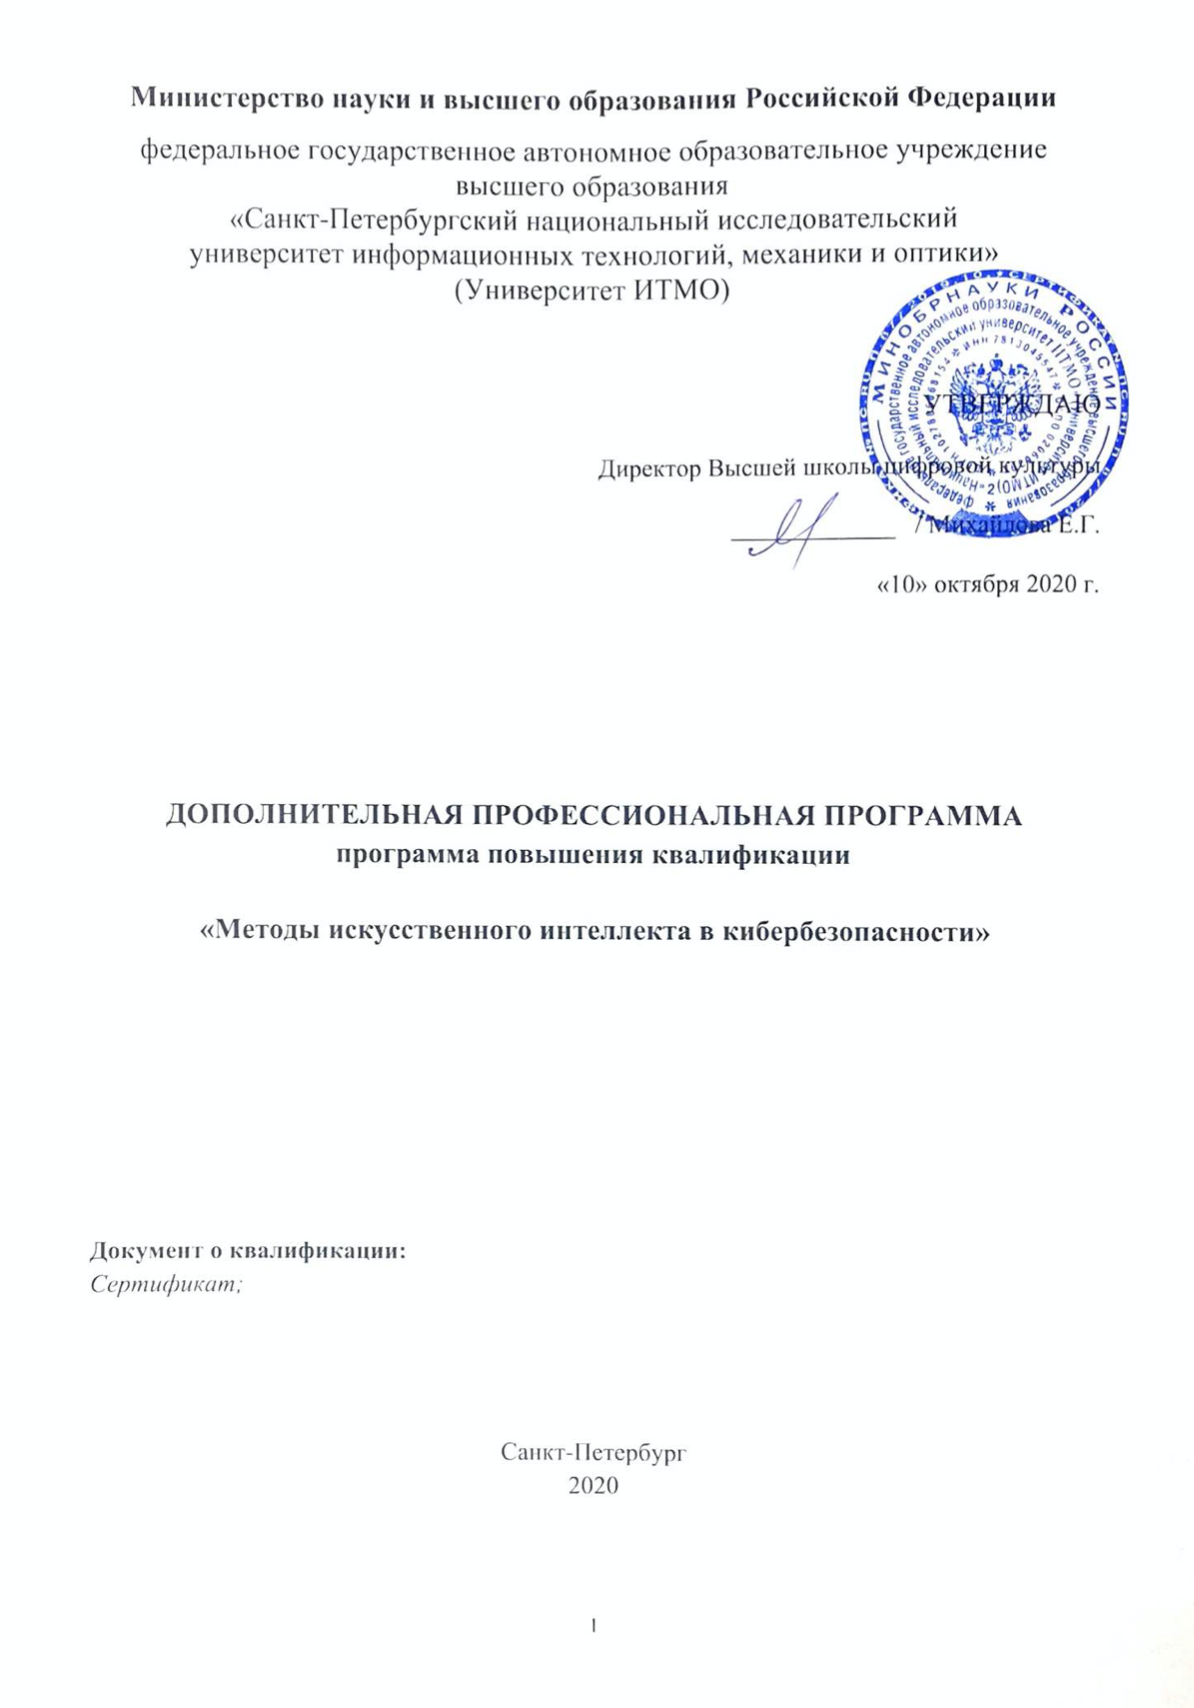 Министерство науки и высшего образования Российской Федерации
федеральное государственное автономное образовательное учреждение
высшего образования
«Санкт-Петербургский национальный исследовательский
университет информационных технологий, механики и оптики»
(Университет ИТМО)
МИНОБРНАУКИ РОССИИ
УТВЕРЖДАЮ
Директор Высшей школы цифровой культуры
/ Михайлова Е.Г.
«10» октября 2020 г.
ДОПОЛНИТЕЛЬНАЯ ПРОФЕССИОНАЛЬНАЯ ПРОГРАММА
программа повышения квалификации
«Методы искусственного интеллекта в кибербезопасности»
Документ о квалификации:
Сертификат;
Санкт-Петербург
2020
1